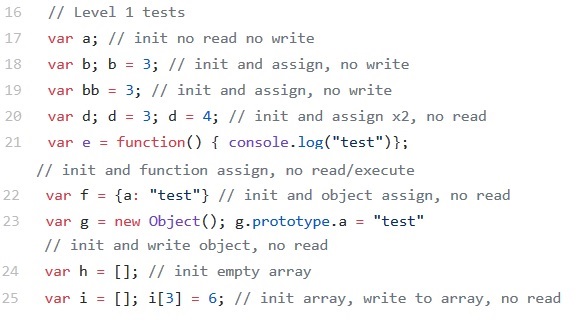 16 // Level 1 tests
17 var a; // init no read no write
18 var b; b = 3; // init and assign, no write
19 var bb = 3; // init and assign, no write
20 var d; d = 3; d = 4; // init and assign x2, no read
21 var e = function() { console.log("test")};
// init and function assign, no read/execute
22 var f = {a: "test"} // init and object assign, no read
23 var g = new Object(); g.prototype.a = "test"
// init and write object, no read
24 var h = []; // init empty array
25 var i = []; i[3] = 6; // init array, write to array, no read